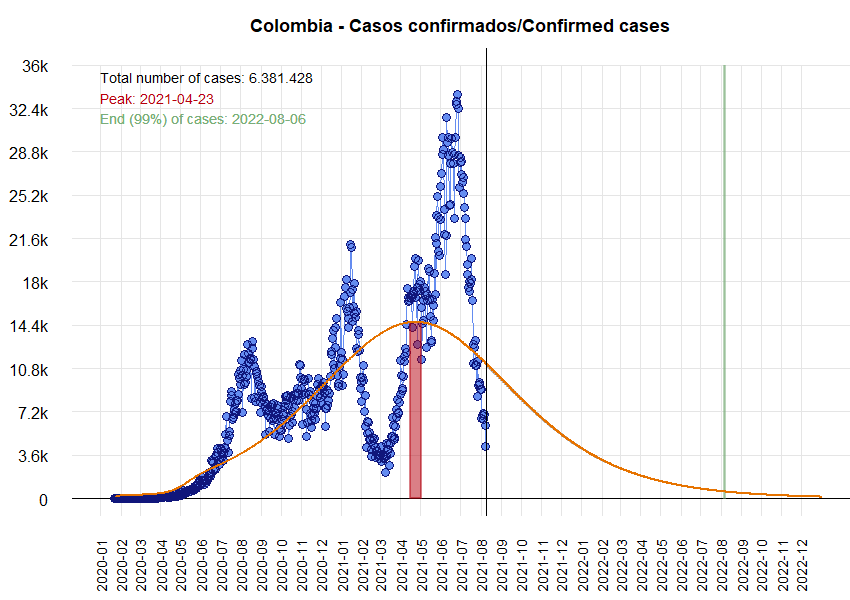 Colombia - Casos confirmados/Confirmed cases
36k
32.4k
28.8k
25.2k
21.6k
18k
14.4k
10.8k
7.2k
3.6k
0
Total number of cases: 6.381.428
Peak: 2021-04-23
End (99%) of cases: 2022-08-06
2020-01
2020-02
2020-03
2020-04
2020-05
2020-06
2020-07
2020-08
2020-09
2020-10
2020-11
2020-12
2021-01
2021-02
2021-03
2021-04
2021-05
2021-06
2021-07
2021-08
2021-09
2021-10
2021-11
2021-12
2022-01
2022-02
2022-03
2022-04
2022-05
2022-06
2022-07
2022-08
2022-09
2022-10
2022-11
2022-12